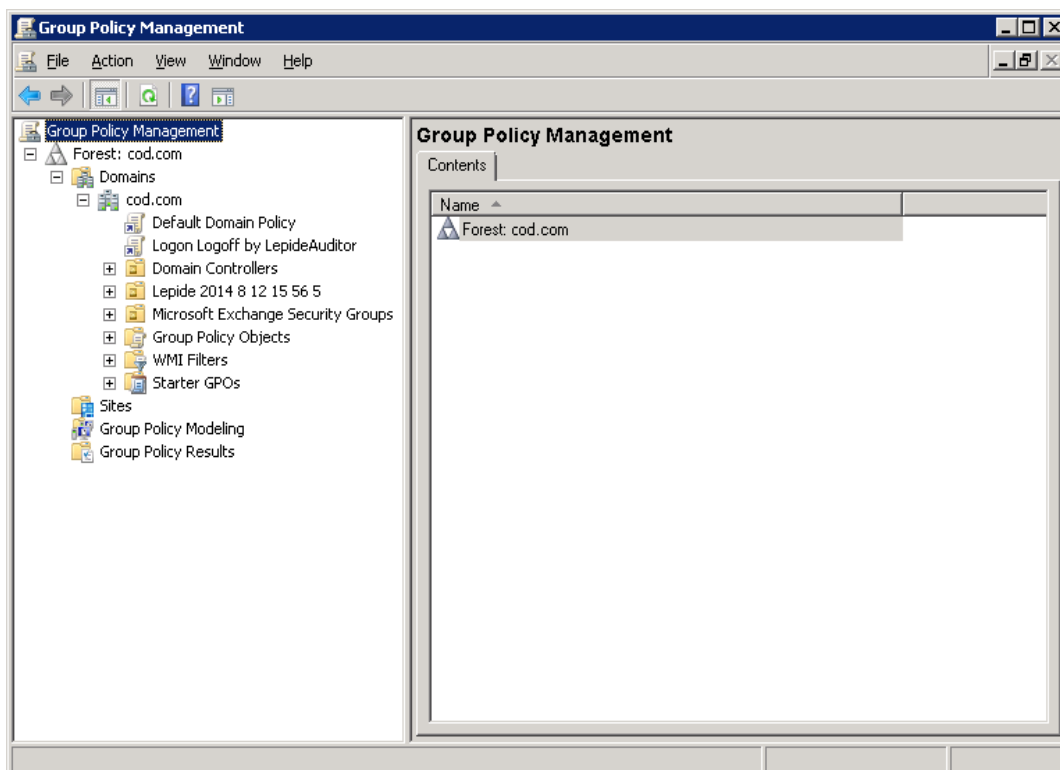 Group Policy Management
File Action View Window Help
Group Policy Management
Forest: cod.com
Domains
cod.com
Default Domain Policy
Logon Logoff by LepideAuditor
Domain Controllers
Lepide 2014 8 12 15 56 5
Microsoft Exchange Security Groups
Group Policy Objects
WMI Filters
Starter GPOs
Sites
Group Policy Modeling
Group Policy Results
Group Policy Management
Contents
Name
Forest: cod.com